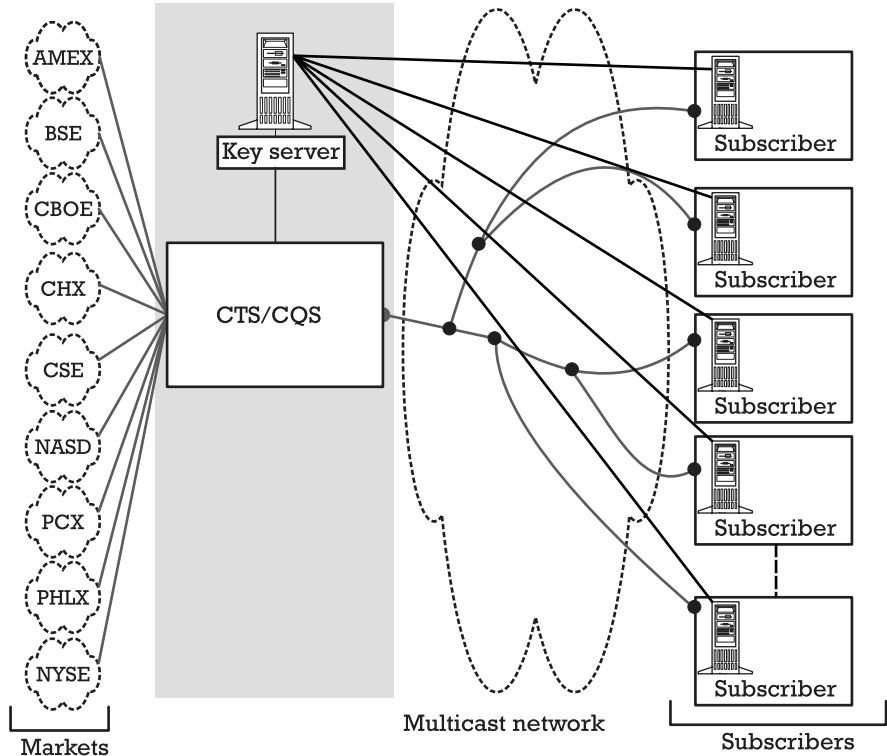 AMEX
BSE
CBOE
CHX
CSE
NASD
PCX
PHLX
NYSE
Markets
Key server
CTS/CQS
Multicast network
Subscriber
Subscriber
Subscriber
Subscriber
Subscriber
Subscribers